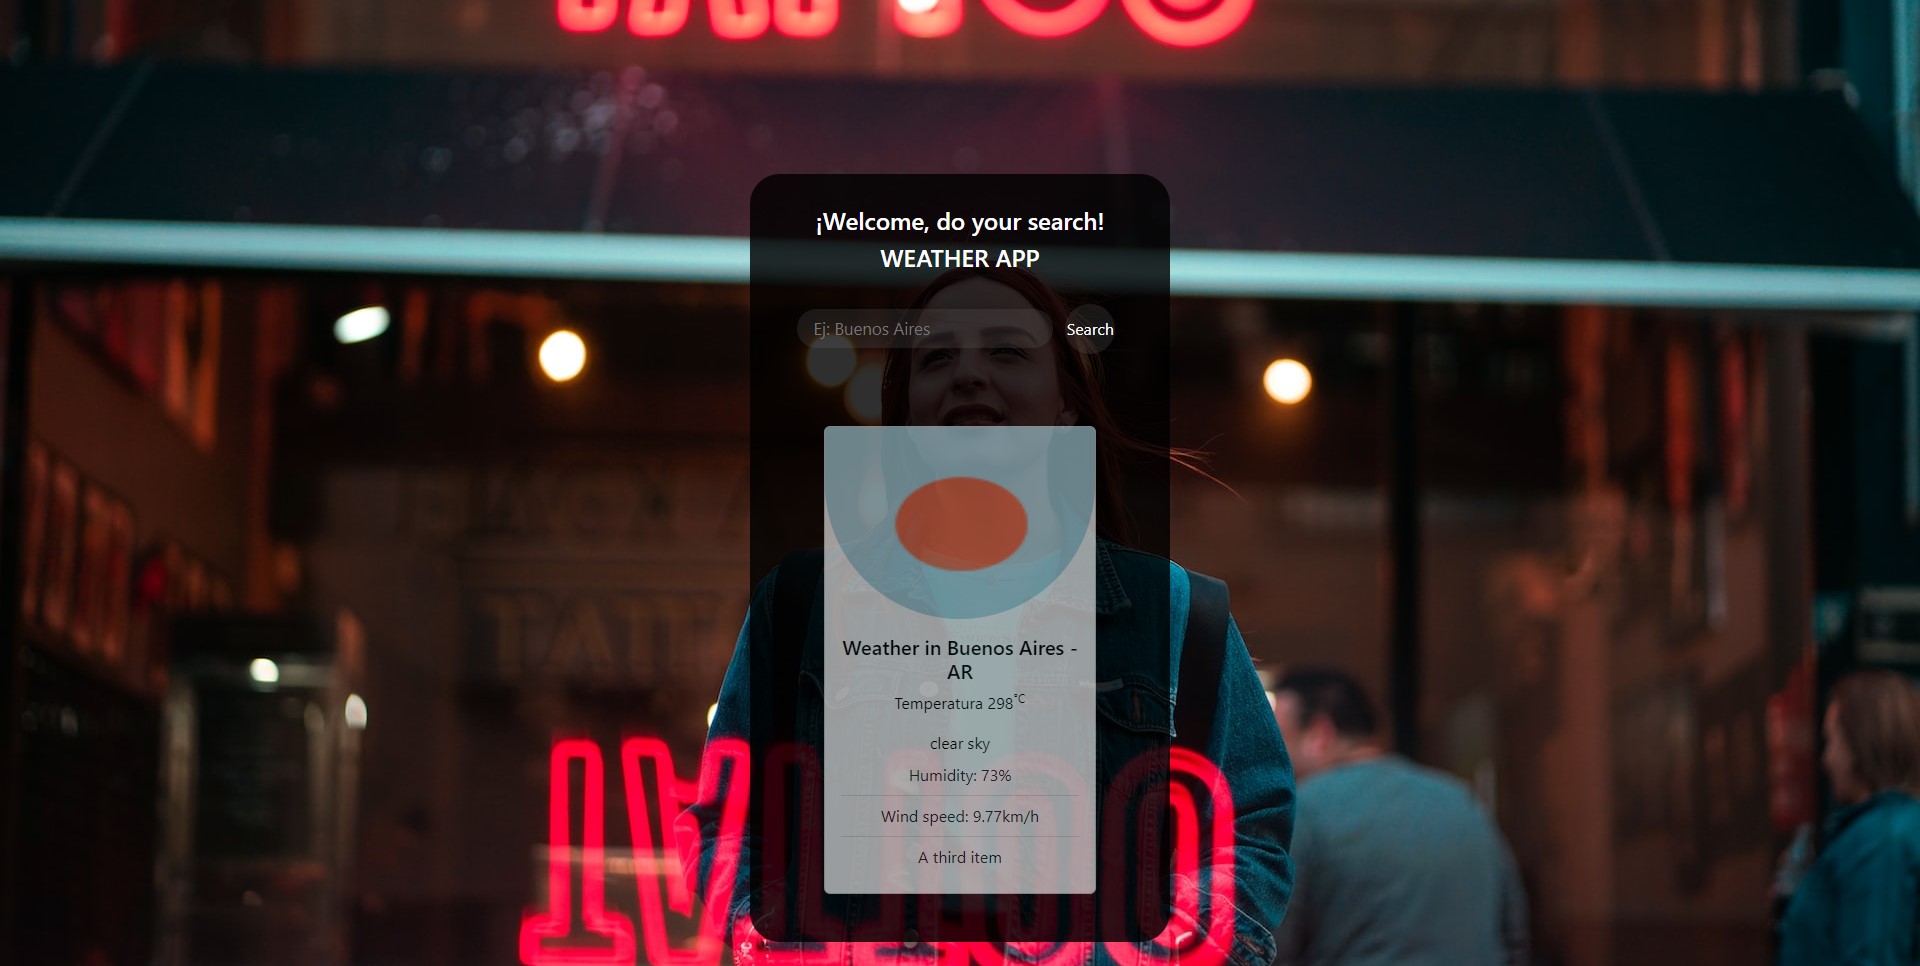 ¡Welcome, do your search!
WEATHER APP
Ej: Buenos Aires
Search
Weather in Buenos Aires -
AR
Temperatura 298°C
clear sky
Humidity: 73%
Wind speed: 9.77km/h
A third item